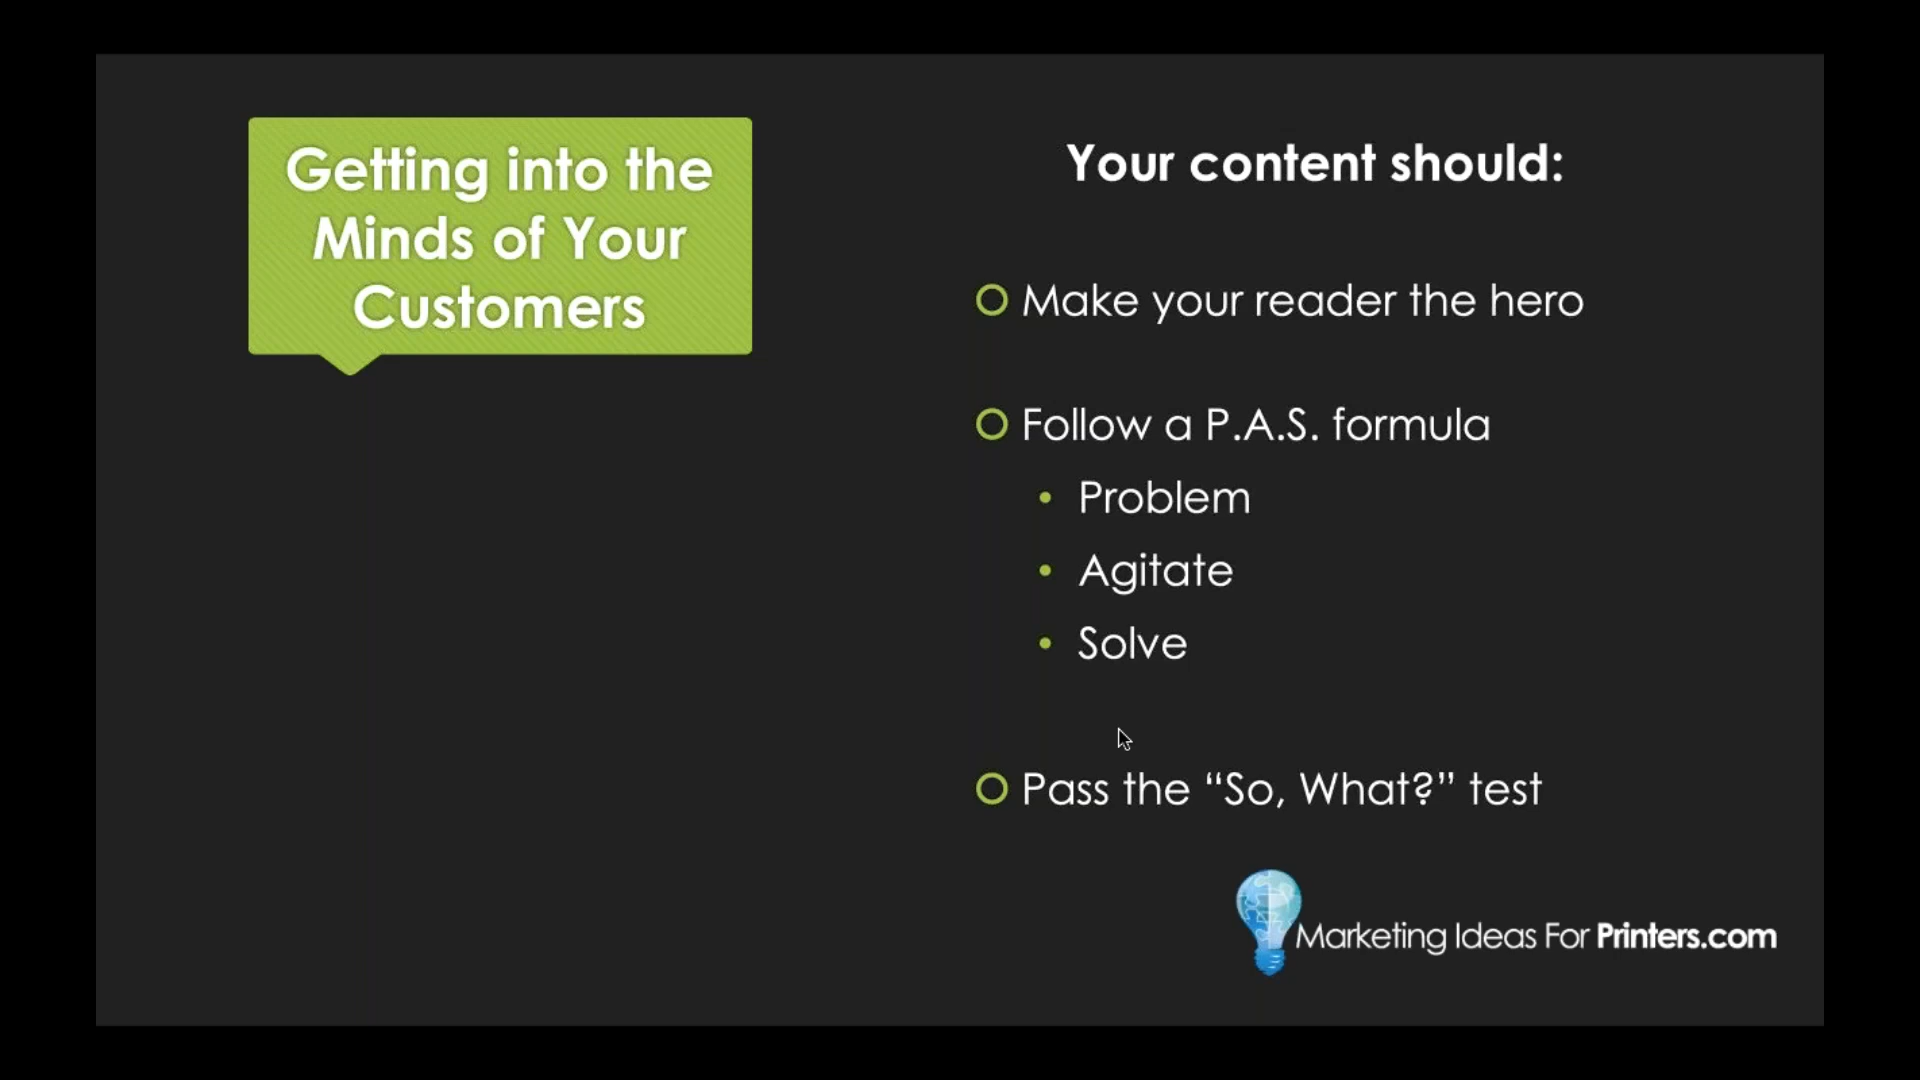 Getting into the
Minds of Your
Customers
Your content should:
Make your reader the hero
Follow a P.A.S. formula
Problem
Agitate
Solve
Pass the “So, What?” test
Marketing Ideas For Printers.com